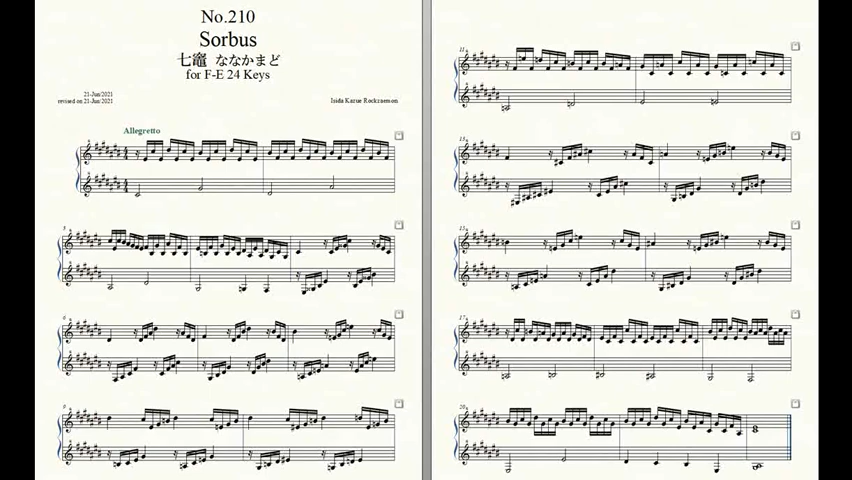 No.210
Sorbus
七竈 ななかまど
for F-E 24 Keys
21-Jun/2021
revised on 21-Jun/2021
Isida Kazue Rockzaemon
Allegretto